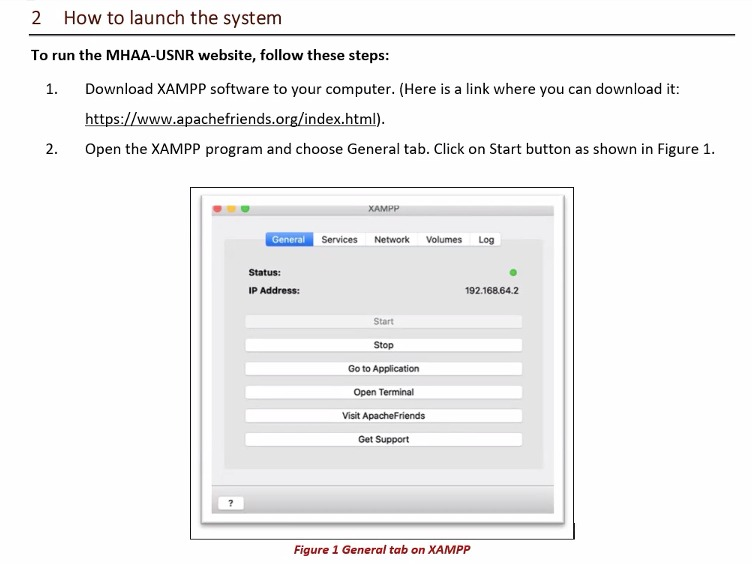 2 How to launch the system
To run the MHAA-USNR website, follow these steps:
1. Download XAMPP software to your computer. (Here is a link where you can download it:
https://www.apachefriends.org/index.html).
2. Open the XAMPP program and choose General tab. Click on Start button as shown in Figure 1.
XAMPP
General Services Network Volumes Log
Status:
IP Address: 192.168.64.2
Start
Stop
Go to Application
Open Terminal
Visit ApacheFriends
Get Support
?
Figure 1 General tab on XAMPP